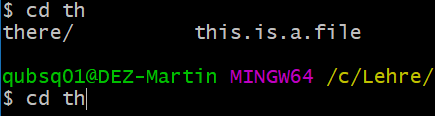 $ cd th
there/ this.is.a.file
qubsq01@DEZ-Martin MINGW64 /c/Lehre/
$ cd th